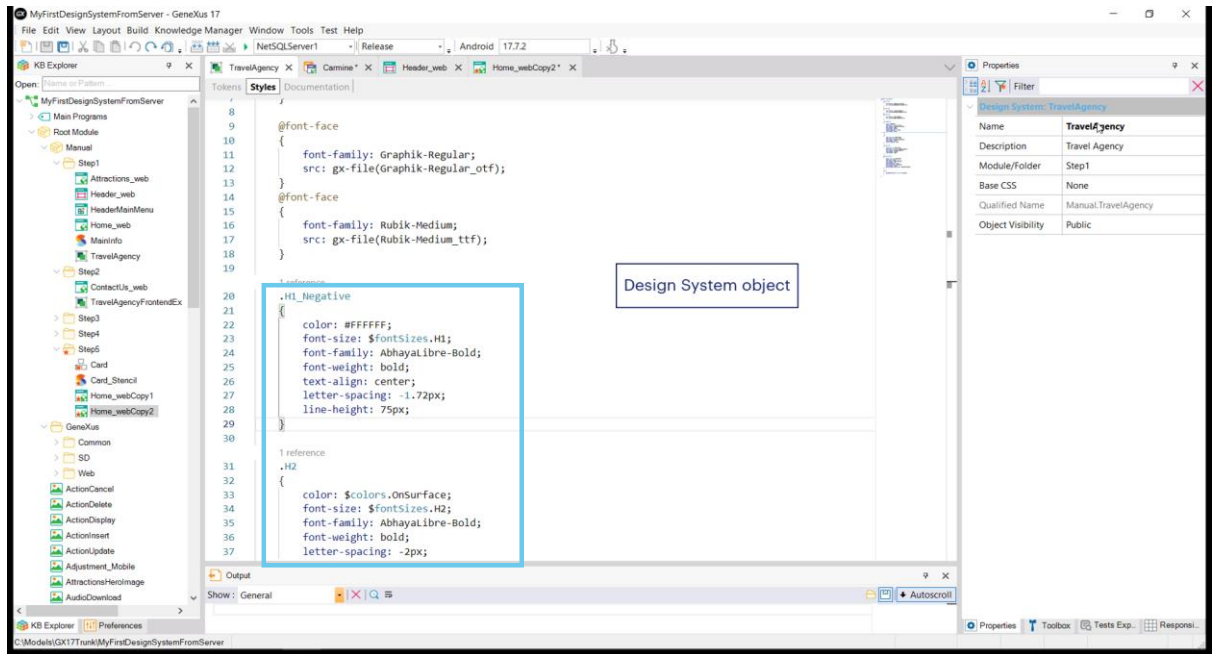 MyFirstDesignSystemFromServer - GeneXus 17
File Edit View Layout Build Knowledge Manager Window Tools Test Help
NetSQLServer1 Release Android 17.7.2
KB Explorer
Open: Name or Pattern
MyFirstDesignSystemFromServer
Main Programs
Root Module
Manual
Step1
Attractions_web
Header_web
HeaderMainMenu
Home_web
MainInfo
TravelAgency
Step2
ContactUs_web
TravelAgencyFrontendEx
Step3
Step4
Step5
Card
Card_Stencil
Home_webCopy1
Home_webCopy2
GeneXus
Common
SD
Web
ActionCancel
ActionDelete
ActionDisplay
ActionInsert
ActionUpdate
Adjustment_Mobile
AttractionsHeroImage
AudioDownload
KB Explorer Preferences
TravelAgency Carmine* Header_web Home_webCopy2*
Tokens Styles Documentation
8
9 @font-face
10 {
11 font-family: Graphik-Regular;
12 src: gx-file(Graphik-Regular_otf);
13 }
14 @font-face
15 {
16 font-family: Rubik-Medium;
17 src: gx-file(Rubik-Medium_ttf);
18 }
19
1 reference
20 .H1_Negative
21 {
22 color: #FFFFFF;
23 font-size: $fontSizes.H1;
24 font-family: AbhayaLibre-Bold;
25 font-weight: bold;
26 text-align: center;
27 letter-spacing: -1.72px;
28 line-height: 75px;
29 }
30
1 reference
31 .H2
32 {
33 color: $colors.OnSurface;
34 font-size: $fontSizes.H2;
35 font-family: AbhayaLibre-Bold;
36 font-weight: bold;
37 letter-spacing: -2px;
Design System object
Output
Show: General Autoscroll
Properties
Filter
Design System: TravelAgency
Name TravelAgency
Description Travel Agency
Module/Folder Step1
Base CSS None
Qualified Name Manual.TravelAgency
Object Visibility Public
Properties Toolbox Tests Exp... Responsi...
C:\Models\GX17Trunk\MyFirstDesignSystemFromServer